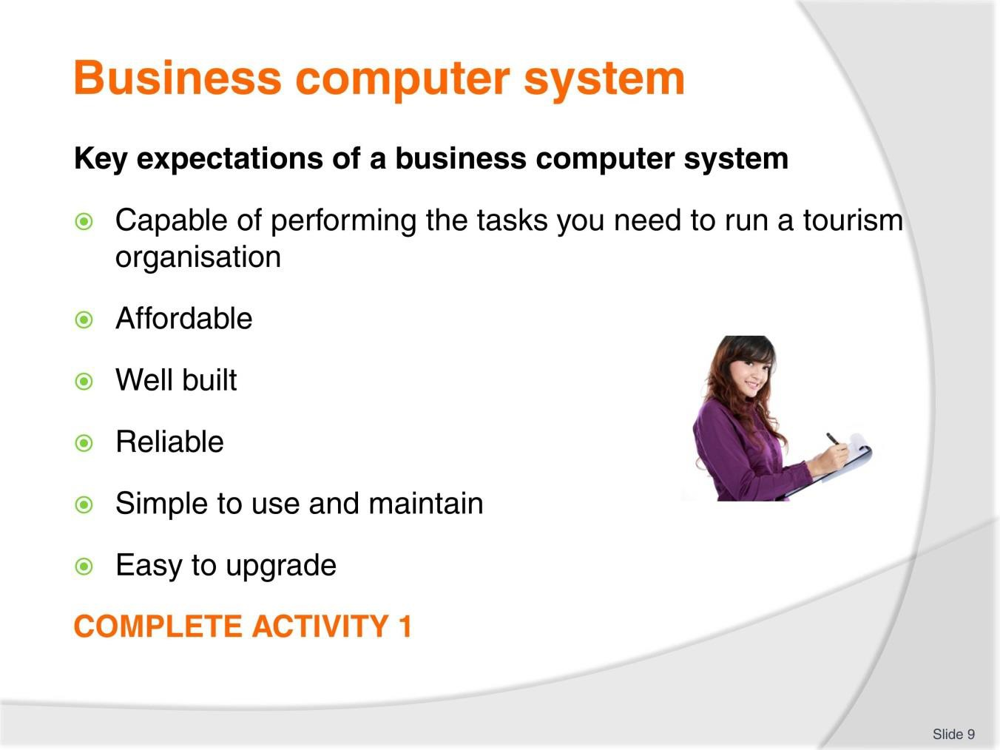 Business computer system
Key expectations of a business computer system
Capable of performing the tasks you need to run a tourism
organisation
Affordable
Well built
Reliable
Simple to use and maintain
Easy to upgrade
COMPLETE ACTIVITY 1
Slide 9